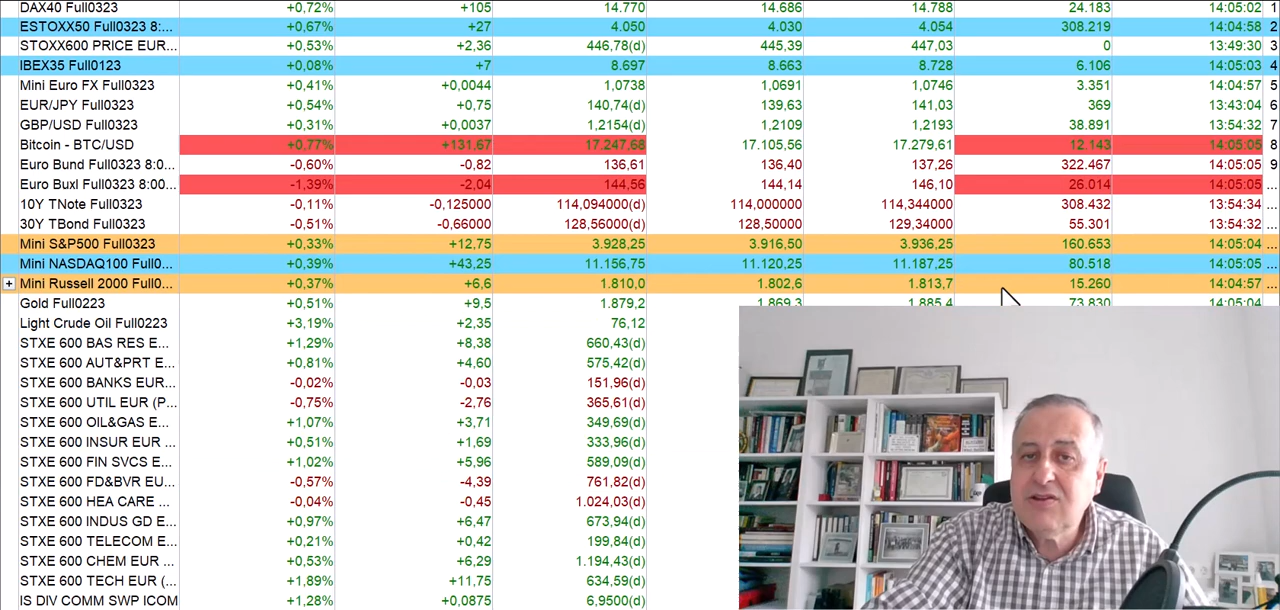 DAX40 Full0323 +0,72% +105 14.770 14.686 14.788 24.183 14:05:02 1
ESTOXX50 Full0323 8:... +0,67% +27 4.050 4.030 4.054 308.219 14:04:58 2
STOXX600 PRICE EUR... +0,53% +2,36 446,78(d) 445,39 447,03 0 13:49:30 3
IBEX35 Full0123 +0,08% +7 8.697 8.663 8.728 6.106 14:05:03 4
Mini Euro FX Full0323 +0,41% +0,0044 1,0738 1,0691 1,0746 3.351 14:04:57 5
EUR/JPY Full0323 +0,54% +0,75 140,74(d) 139,63 141,03 369 13:43:04 6
GBP/USD Full0323 +0,31% +0,0037 1,2154(d) 1,2109 1,2193 38.891 13:54:32 7
Bitcoin - BTC/USD +0,77% +131,67 17.247,68 17.105,56 17.279,61 12.143 14:05:05 8
Euro Bund Full0323 8:0... -0,60% -0,82 136,61 136,40 137,26 322.467 14:05:05 9
Euro Buxl Full0323 8:00... -1,39% -2,04 144,56 144,14 146,10 26.014 14:05:05 ...
10Y TNote Full0323 -0,11% -0,125000 114,094000(d) 114,000000 114,344000 308.432 13:54:34 ...
30Y TBond Full0323 -0,51% -0,66000 128,56000(d) 128,50000 129,34000 55.301 13:54:32 ...
Mini S&P500 Full0323 +0,33% +12,75 3.928,25 3.916,50 3.936,25 160.653 14:05:04 ...
Mini NASDAQ100 Full0... +0,39% +43,25 11.156,75 11.120,25 11.187,25 80.518 14:05:05 ...
Mini Russell 2000 Full0... +0,37% +6,6 1.810,0 1.802,6 1.813,7 15.260 14:04:57 ...
Gold Full0223 +0,51% +9,5 1.879,2 1.869,3 1.885,4 73.830 14:05:04 ...
Light Crude Oil Full0223 +3,19% +2,35 76,12
STXE 600 BAS RES E... +1,29% +8,38 660,43(d)
STXE 600 AUT&PRT E... +0,81% +4,60 575,42(d)
STXE 600 BANKS EUR... -0,02% -0,03 151,96(d)
STXE 600 UTIL EUR (P... -0,75% -2,76 365,61(d)
STXE 600 OIL&GAS E... +1,07% +3,71 349,69(d)
STXE 600 INSUR EUR ... +0,51% +1,69 333,96(d)
STXE 600 FIN SVCS E... +1,02% +5,96 589,09(d)
STXE 600 FD&BVR EU... -0,57% -4,39 761,82(d)
STXE 600 HEA CARE ... -0,04% -0,45 1.024,03(d)
STXE 600 INDUS GD E... +0,97% +6,47 673,94(d)
STXE 600 TELECOM E... +0,21% +0,42 199,84(d)
STXE 600 CHEM EUR ... +0,53% +6,29 1.194,43(d)
STXE 600 TECH EUR (... +1,89% +11,75 634,59(d)
IS DIV COMM SWP ICOM +1,28% +0,0875 6,9500(d)